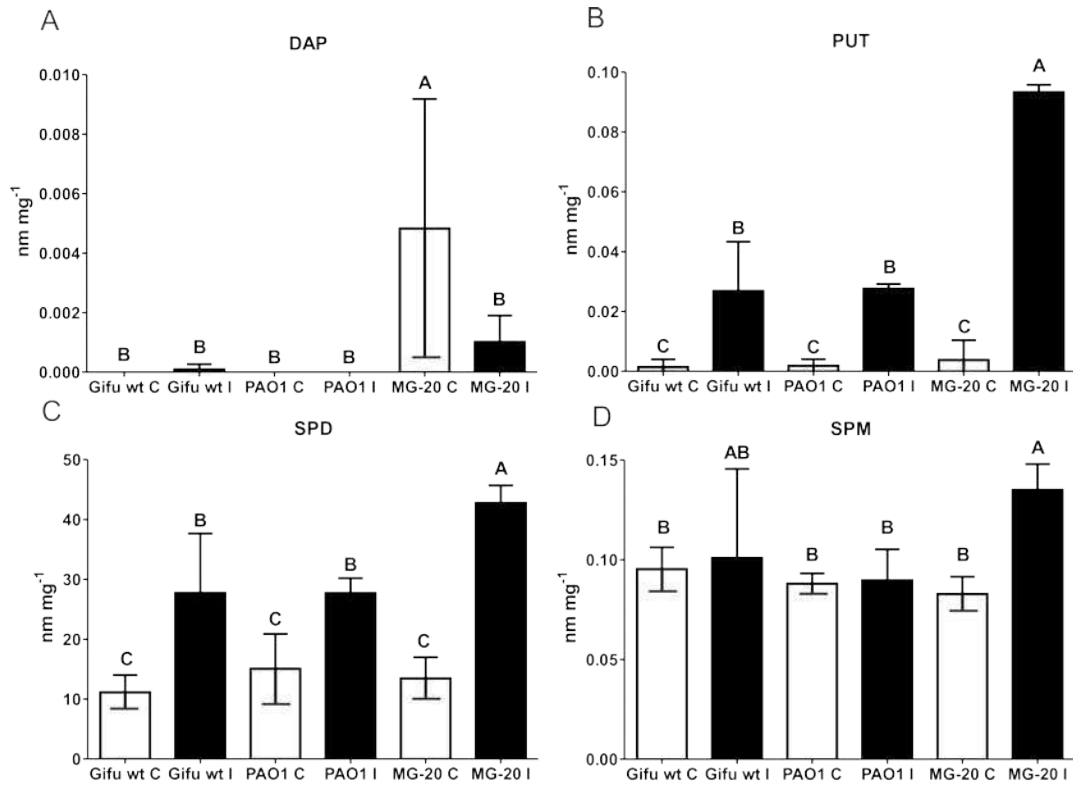 A
DAP
nm mg-1
0.010
0.008
0.006
0.004
0.002
0.000
B
B
B
B
A
B
Gifu wt C Gifu wt I PAO1 C PAO1 I MG-20 C MG-20 I
B
PUT
nm mg-1
0.10
0.08
0.06
0.04
0.02
0.00
C
B
C
B
C
A
Gifu wt C Gifu wt I PAO1 C PAO1 I MG-20 C MG-20 I
C
SPD
nm mg-1
50
40
30
20
10
0
C
B
C
B
C
A
Gifu wt C Gifu wt I PAO1 C PAO1 I MG-20 C MG-20 I
D
SPM
nm mg-1
0.15
0.10
0.05
0.00
B
AB
B
B
B
A
Gifu wt C Gifu wt I PAO1 C PAO1 I MG-20 C MG-20 I